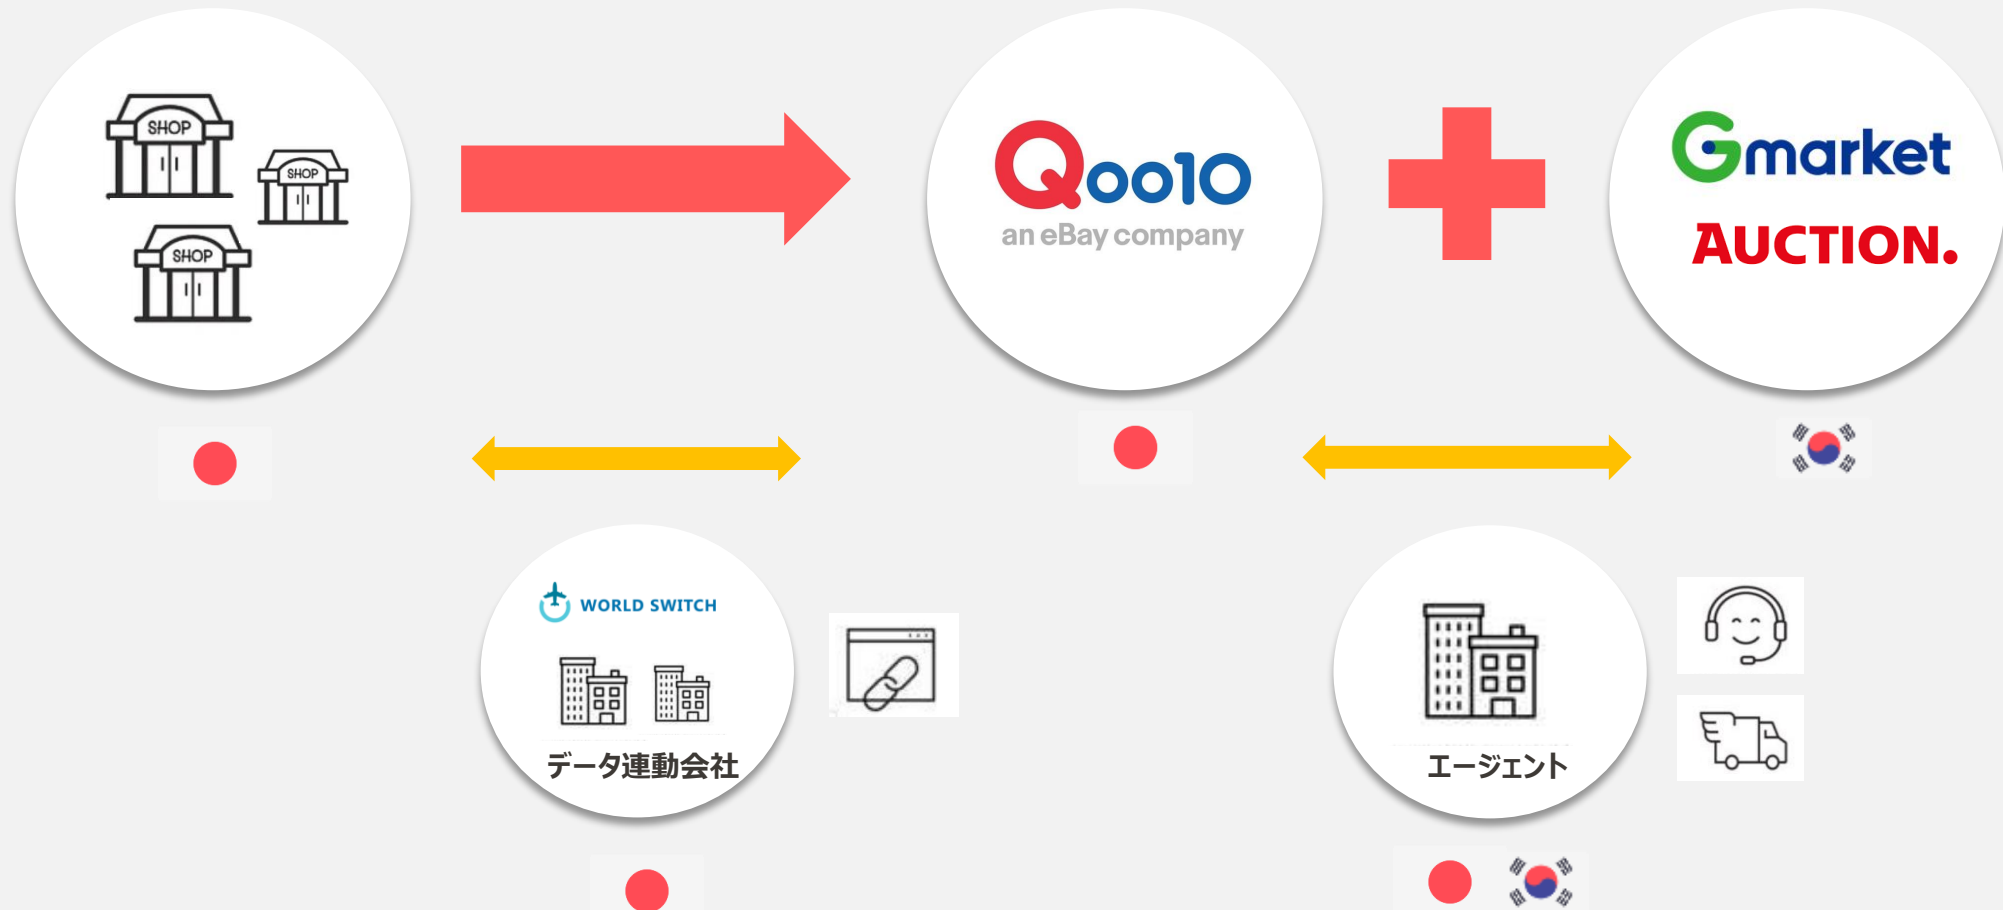 SHOP
SHOP
SHOP
Qoo10
an eBay company
Gmarket
AUCTION.
WORLD SWITCH
データ連動会社
エージェント